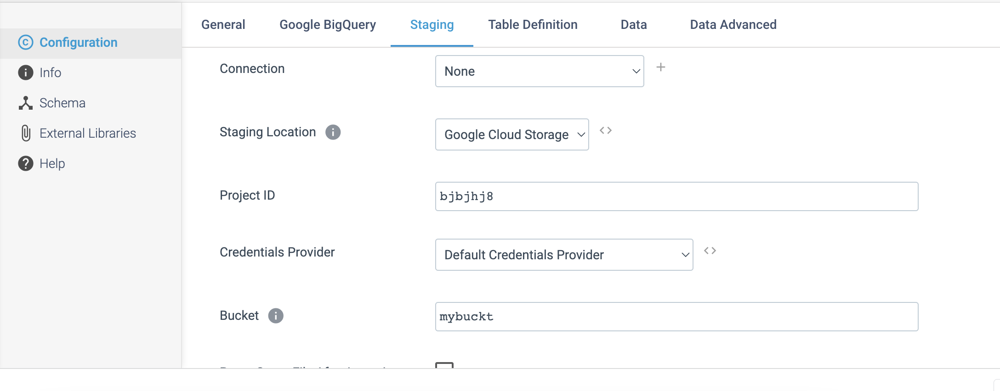 General Google BigQuery Staging Table Definition Data Data Advanced
Configuration
Info
Schema
External Libraries
Help
Connection None
Staging Location Google Cloud Storage
Project ID bjbjhj8
Credentials Provider Default Credentials Provider
Bucket mybuckt